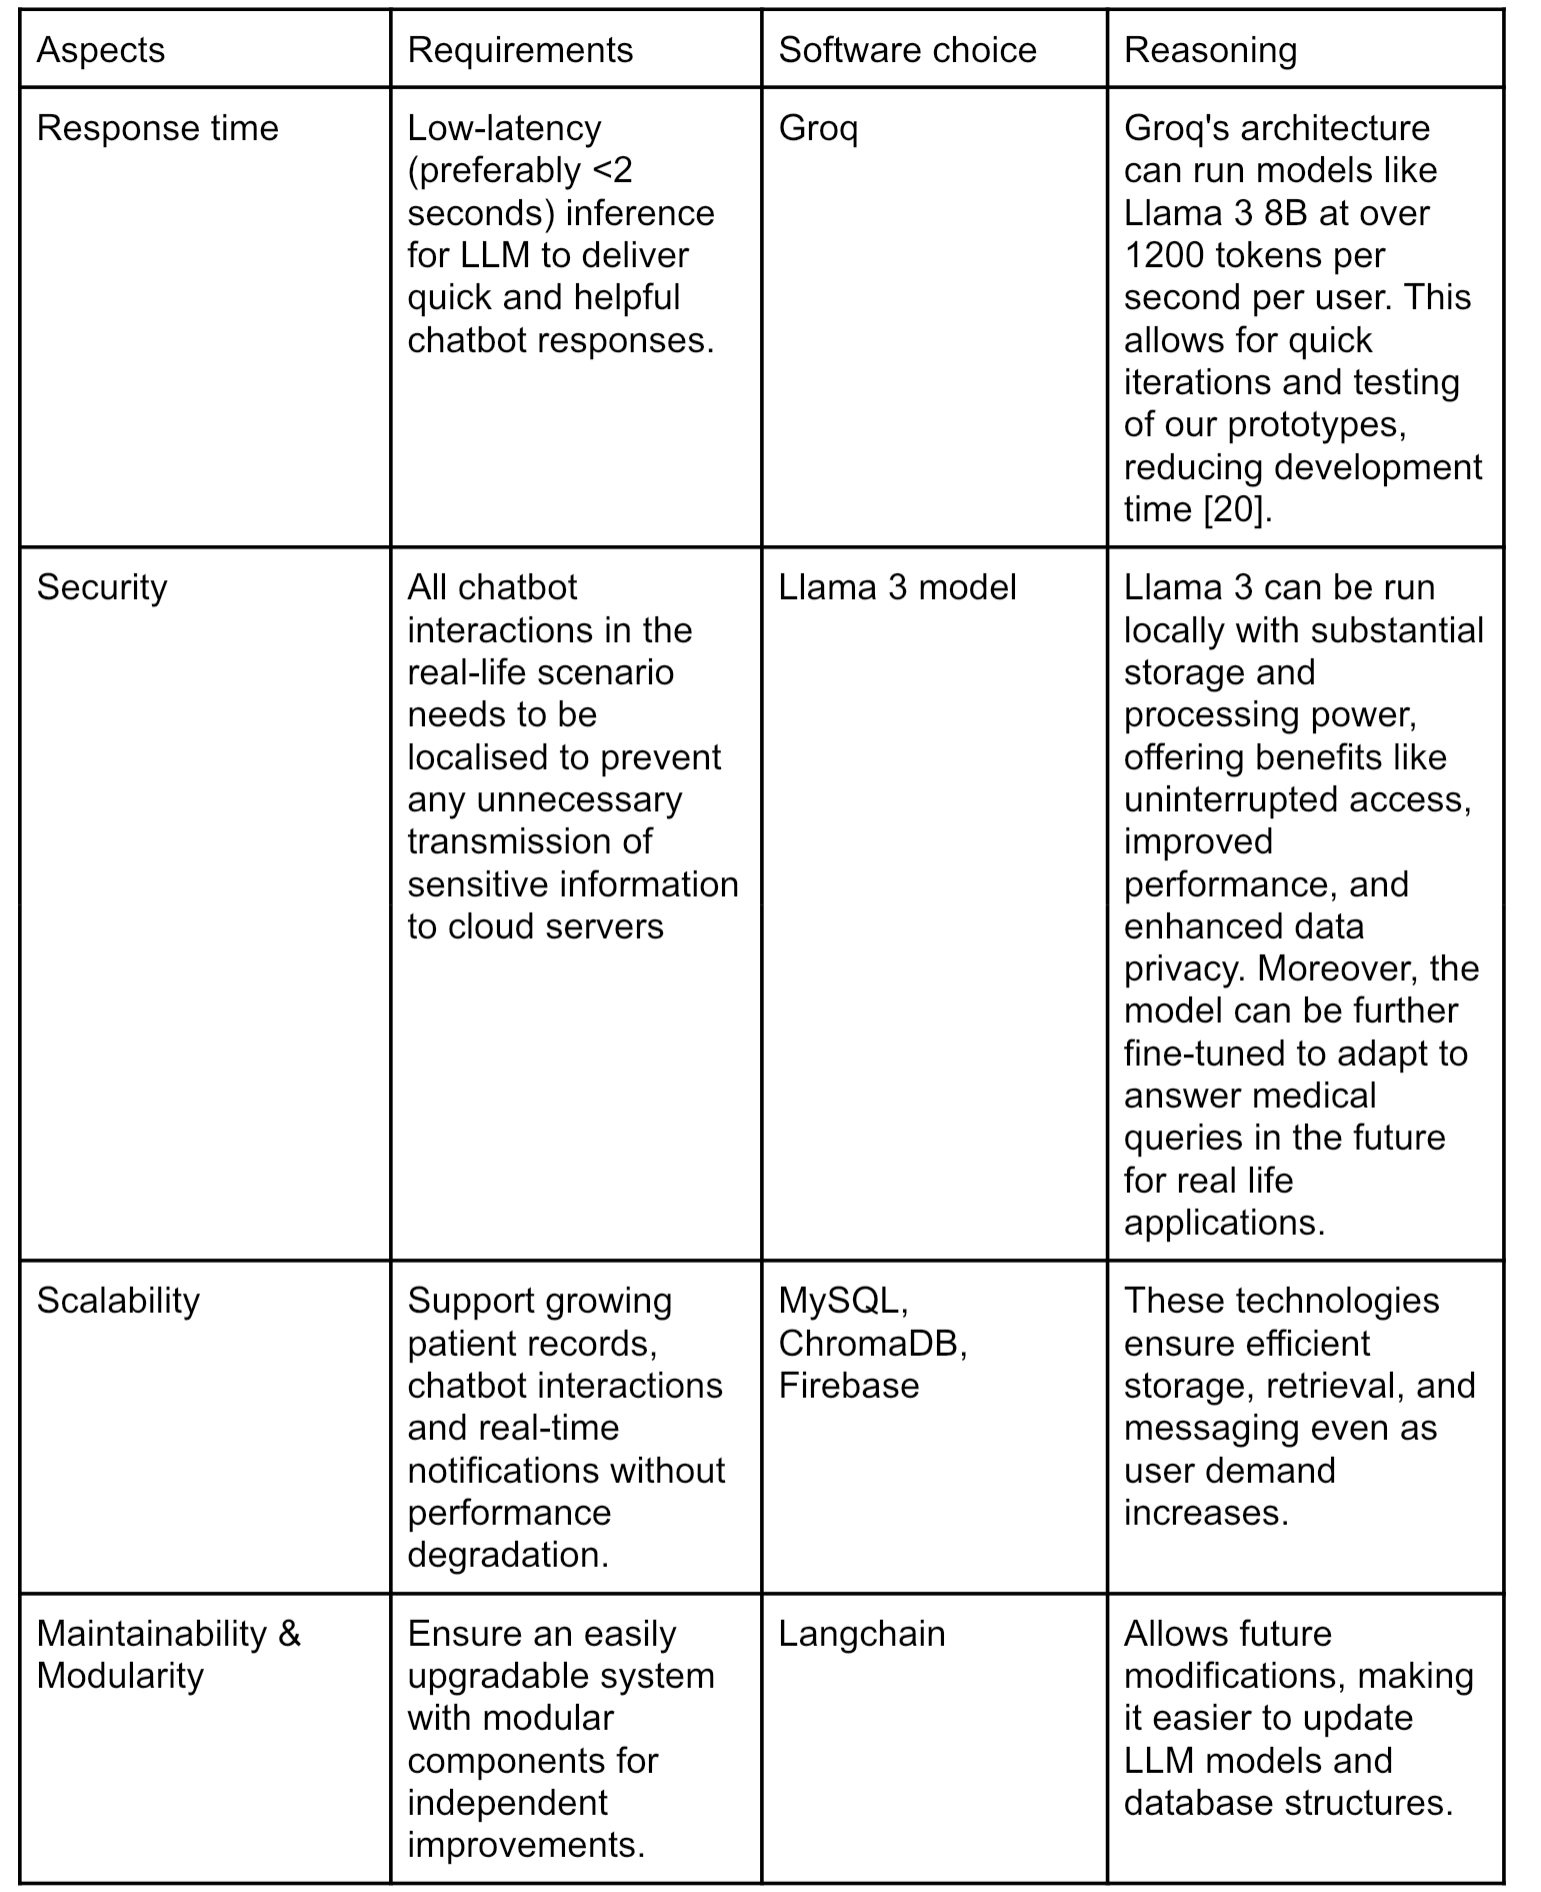 Aspects
Requirements
Software choice
Reasoning
Response time
Low-latency
(preferably <2
seconds) inference
for LLM to deliver
quick and helpful
chatbot responses.
Groq
Groq's architecture
can run models like
Llama 3 8B at over
1200 tokens per
second per user. This
allows for quick
iterations and testing
of our prototypes,
reducing development
time [20].
Security
All chatbot
interactions in the
real-life scenario
needs to be
localised to prevent
any unnecessary
transmission of
sensitive information
to cloud servers
Llama 3 model
Llama 3 can be run
locally with substantial
storage and
processing power,
offering benefits like
uninterrupted access,
improved
performance, and
enhanced data
privacy. Moreover, the
model can be further
fine-tuned to adapt to
answer medical
queries in the future
for real life
applications.
Scalability
Support growing
patient records,
chatbot interactions
and real-time
notifications without
performance
degradation.
MySQL,
ChromaDB,
Firebase
These technologies
ensure efficient
storage, retrieval, and
messaging even as
user demand
increases.
Maintainability &
Modularity
Ensure an easily
upgradable system
with modular
components for
independent
improvements.
Langchain
Allows future
modifications, making
it easier to update
LLM models and
database structures.